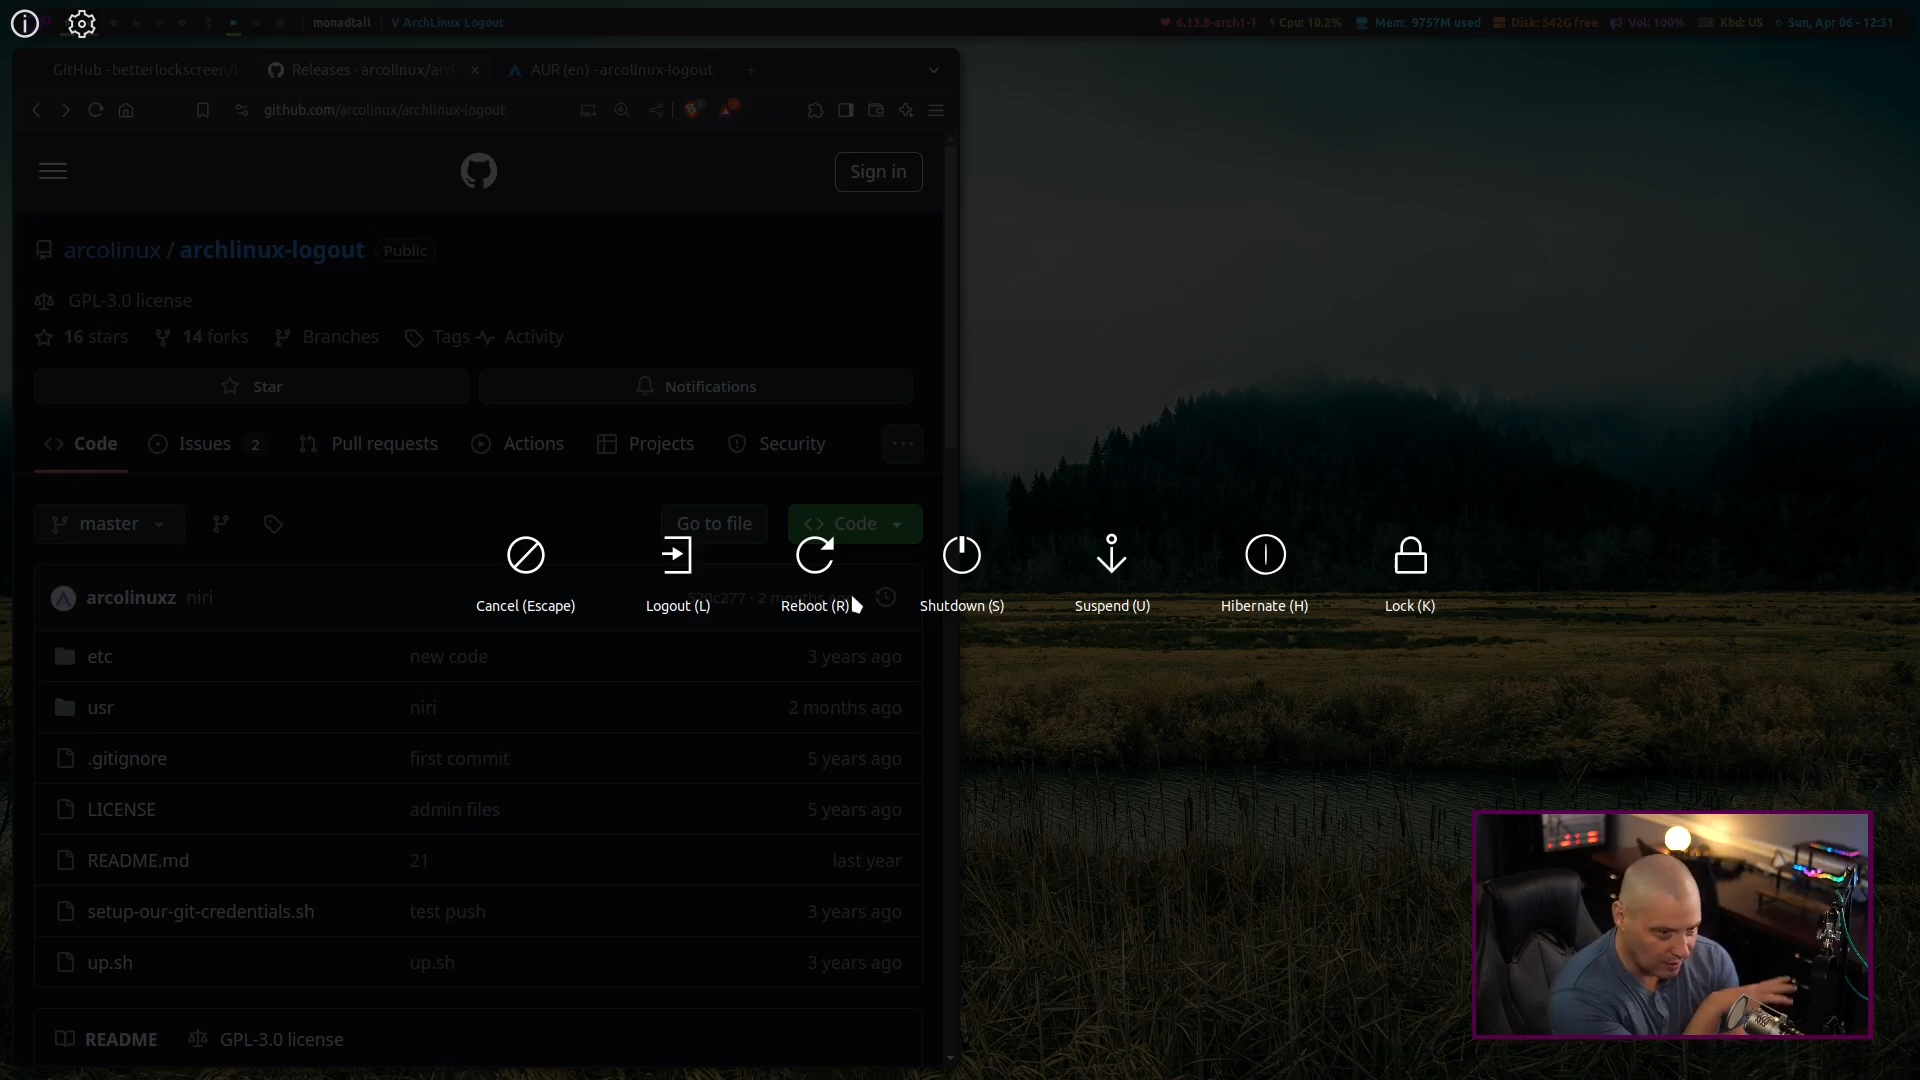 monadtall | V ArchLinux Logout
6.13.8-arch1-1 Cpu: 10.2% Mem: 9757M used Disk: 542G free Vol: 100% Kbd: US Sun, Apr 06 - 12:31
GitHub - betterlockscreen/
Releases · arcolinux/arc
AUR (en) - arcolinux-logout
github.com/arcolinux/archlinux-logout
Sign in
arcolinux / archlinux-logout Public
GPL-3.0 license
16 stars 14 forks Branches Tags Activity
Star Notifications
Code Issues 2 Pull requests Actions Projects Security
master Go to file Code
arcolinuxz niri 2 months ago
Cancel (Escape) Logout (L) Reboot (R) Shutdown (S) Suspend (U) Hibernate (H) Lock (K)
etc new code 3 years ago
usr niri 2 months ago
.gitignore first commit 5 years ago
LICENSE admin files 5 years ago
README.md 21 last year
setup-our-git-credentials.sh test push 3 years ago
up.sh up.sh 3 years ago
README GPL-3.0 license